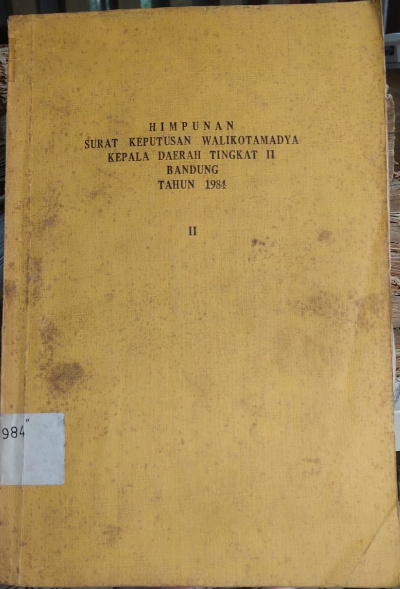 HIMPUNAN
SURAT KEPUTUSAN WALIKOTAMADYA
KEPALA DAERAH TINGKAT II
BANDUNG
TAHUN 1984
II
984"